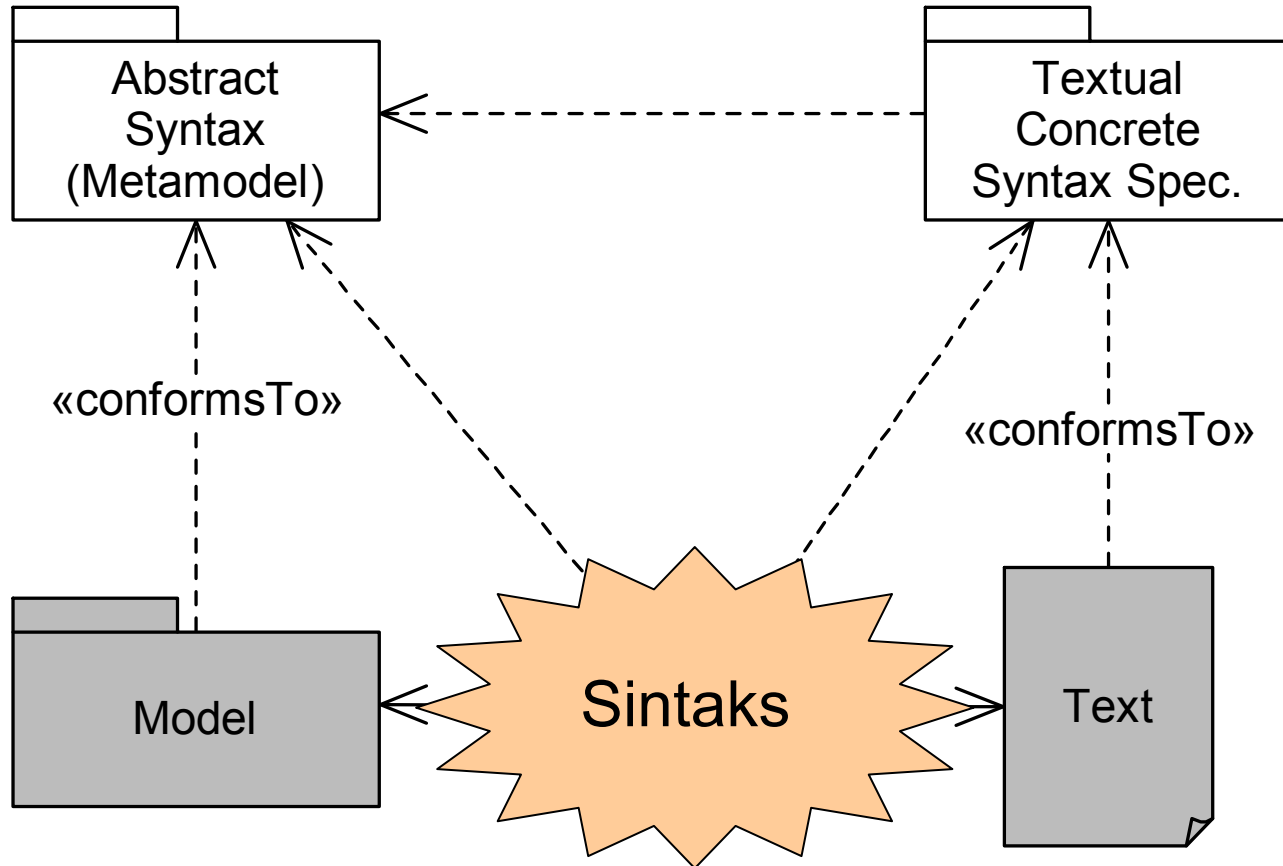 Abstract
Syntax
(Metamodel)
Textual
Concrete
Syntax Spec.
«conformsTo»
«conformsTo»
Model
Sintaks
Text